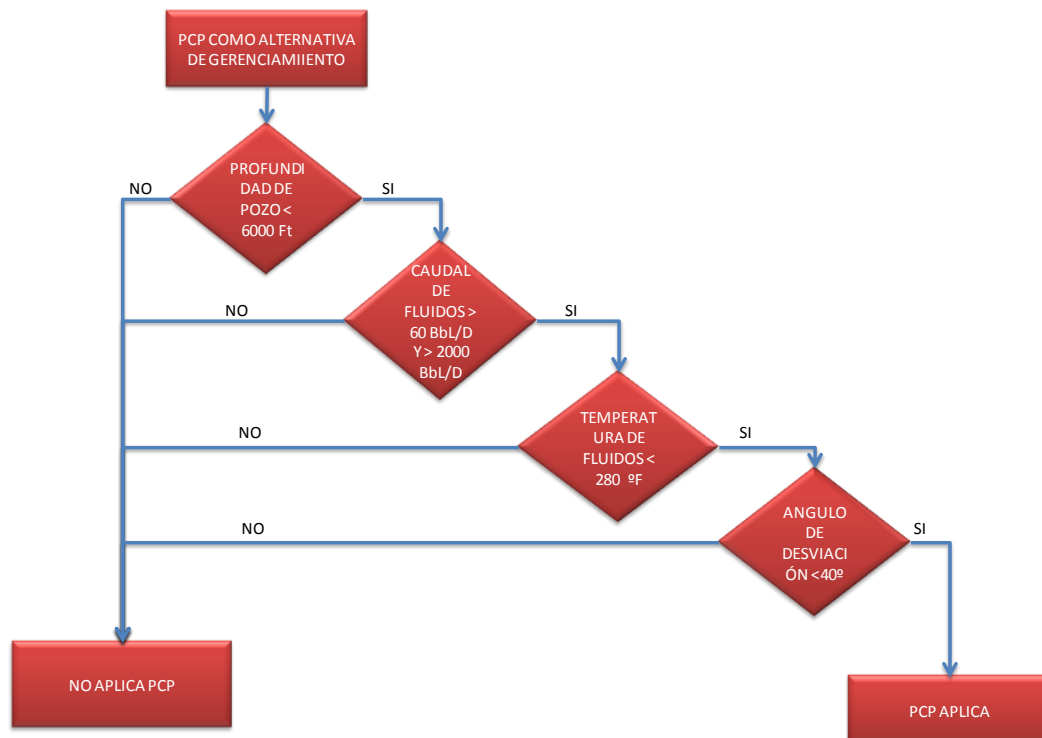 PCP COMO ALTERNATIVA
DE GERENCIAMIIENTO
PROFUNDI
DAD DE
POZO <
6000 Ft
NO
SI
CAUDAL
DE
FLUIDOS >
60 BbL/D
Y > 2000
BbL/D
NO
SI
TEMPERAT
URA DE
FLUIDOS <
280 ºF
NO
SI
ANGULO
DE
DESVIACI
ÓN <40º
NO
SI
NO APLICA PCP
PCP APLICA